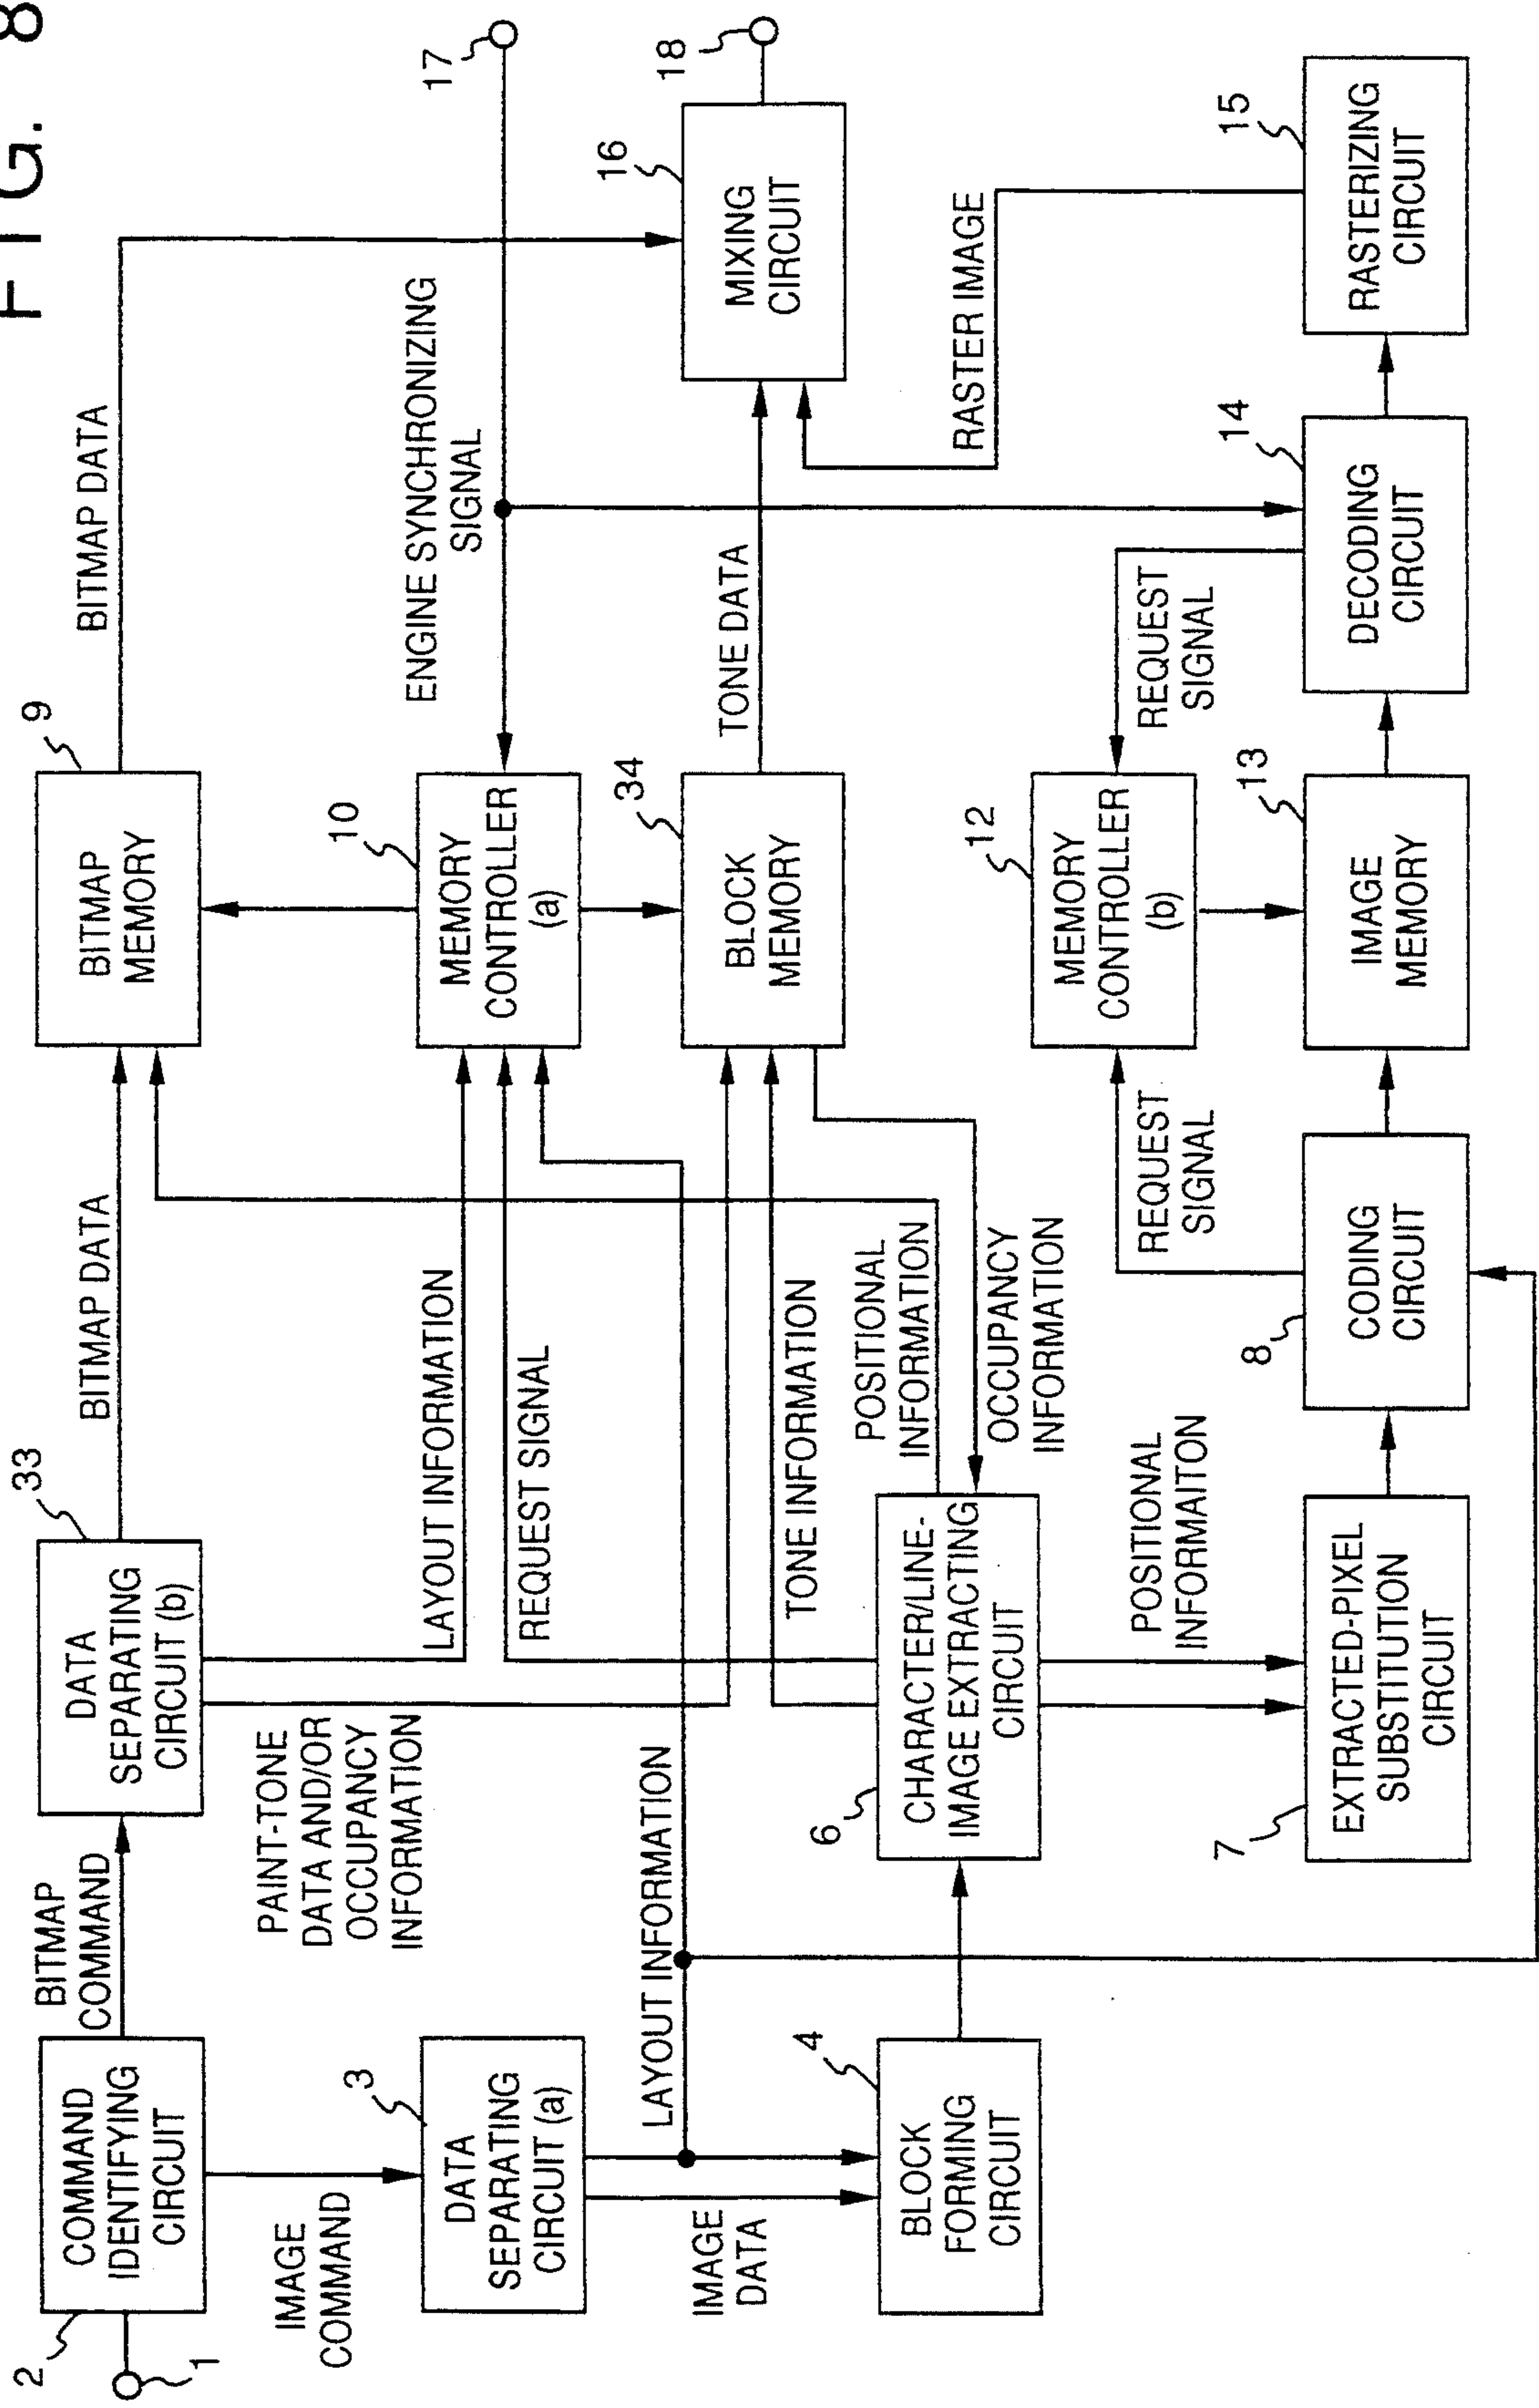 FIG. 8
1
2
COMMAND
IDENTIFYING
CIRCUIT
BITMAP
COMMAND
33
DATA
SEPARATING
CIRCUIT (b)
BITMAP DATA
9
BITMAP
MEMORY
BITMAP DATA
IMAGE
COMMAND
PAINT-TONE
DATA AND/OR
OCCUPANCY
INFORMATION
LAYOUT INFORMATION
REQUEST SIGNAL
3
DATA
SEPARATING
CIRCUIT (a)
10
MEMORY
CONTROLLER
(a)
ENGINE SYNCHRONIZING
SIGNAL
17
IMAGE
DATA
LAYOUT INFORMATION
TONE INFORMATION
34
BLOCK
MEMORY
TONE DATA
16
MIXING
CIRCUIT
18
4
BLOCK
FORMING
CIRCUIT
6
CHARACTER/LINE-
IMAGE EXTRACTING
CIRCUIT
POSITIONAL
INFORMATION
OCCUPANCY
INFORMATION
12
MEMORY
CONTROLLER
(b)
RASTER IMAGE
POSITIONAL
INFORMAITON
REQUEST
SIGNAL
REQUEST
SIGNAL
7
EXTRACTED-PIXEL
SUBSTITUTION
CIRCUIT
8
CODING
CIRCUIT
13
IMAGE
MEMORY
14
DECODING
CIRCUIT
15
RASTERIZING
CIRCUIT